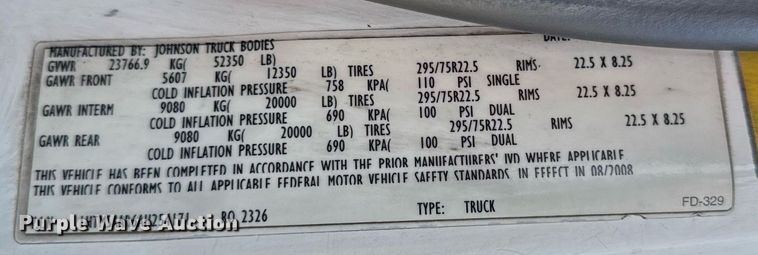 MANUFACTURED BY: JOHNSON TRUCK BODIES DATE:
GVWR 23766.9 KG( 52350 LB)
GAWR FRONT 5607 KG( 12350 LB) TIRES 295/75R22.5 RIMS 22.5 X 8.25
COLD INFLATION PRESSURE 758 KPA( 110 PSI SINGLE
GAWR INTERM 9080 KG( 20000 LB) TIRES 295/75R22.5 RIMS 22.5 X 8.25
COLD INFLATION PRESSURE 690 KPA( 100 PSI DUAL
GAWR REAR 9080 KG( 20000 LB) TIRES 295/75R22.5 RIMS 22.5 X 8.25
COLD INFLATION PRESSURE 690 KPA( 100 PSI DUAL
THIS VEHICLE HAS BEEN COMPLETED IN ACCORDANCE WITH THE PRIOR MANUFACTURERS' IVD WHERE APPLICABLE
THIS VEHICLE CONFORMS TO ALL APPLICABLE FEDERAL MOTOR VEHICLE SAFETY STANDARDS IN EFFECT IN 08/2008
BO 2326 TYPE: TRUCK FD-329
Purple Wave Auction